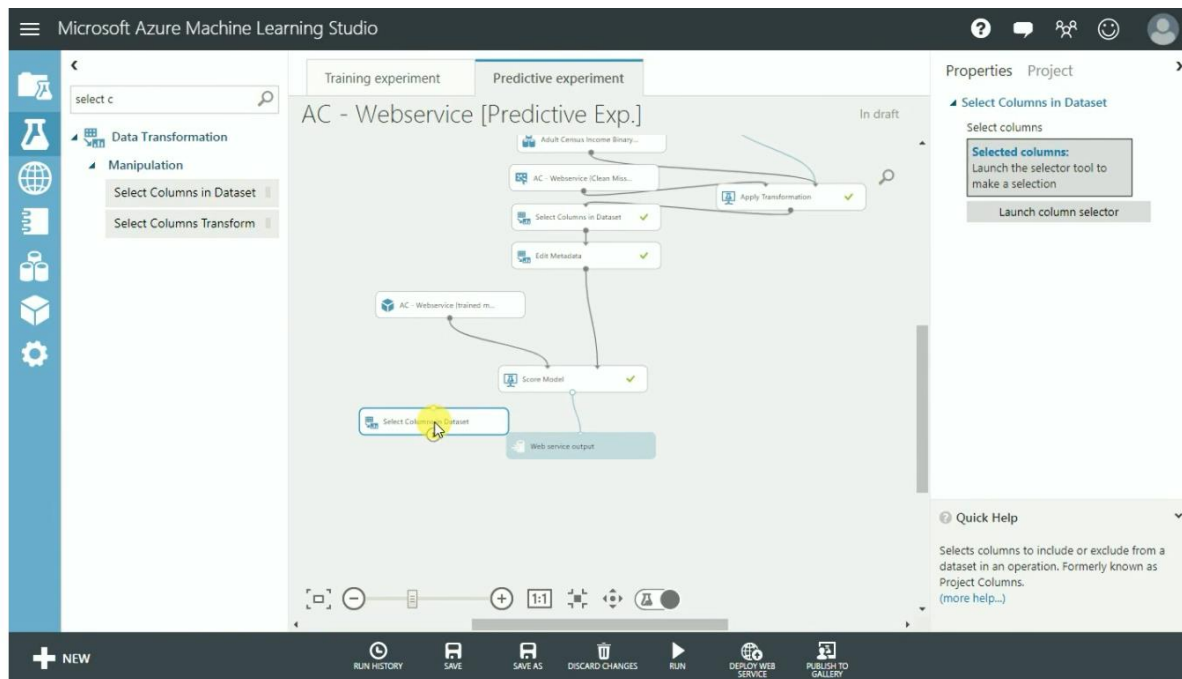 Microsoft Azure Machine Learning Studio
select c
Data Transformation
Manipulation
Select Columns in Dataset
Select Columns Transform
Training experiment
Predictive experiment
AC - Webservice [Predictive Exp.]
In draft
Adult Census Income Binary...
AC - Webservice [Clean Miss...
Apply Transformation
Select Columns in Dataset
Edit Metadata
AC - Webservice [trained m...
Score Model
Select Columns in Dataset
Web service output
1:1
Properties Project
Select Columns in Dataset
Select columns
Selected columns:
Launch the selector tool to
make a selection
Launch column selector
Quick Help
Selects columns to include or exclude from a
dataset in an operation. Formerly known as
Project Columns.
(more help...)
NEW
RUN HISTORY
SAVE
SAVE AS
DISCARD CHANGES
RUN
DEPLOY WEB
SERVICE
PUBLISH TO
GALLERY